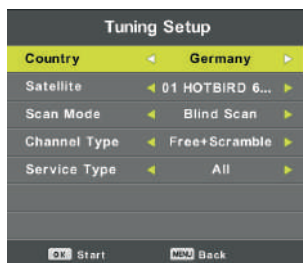 Tuning Setup
Country Germany
Satellite 01 HOTBIRD 6...
Scan Mode Blind Scan
Channel Type Free+Scramble
Service Type All
OK Start MENU Back